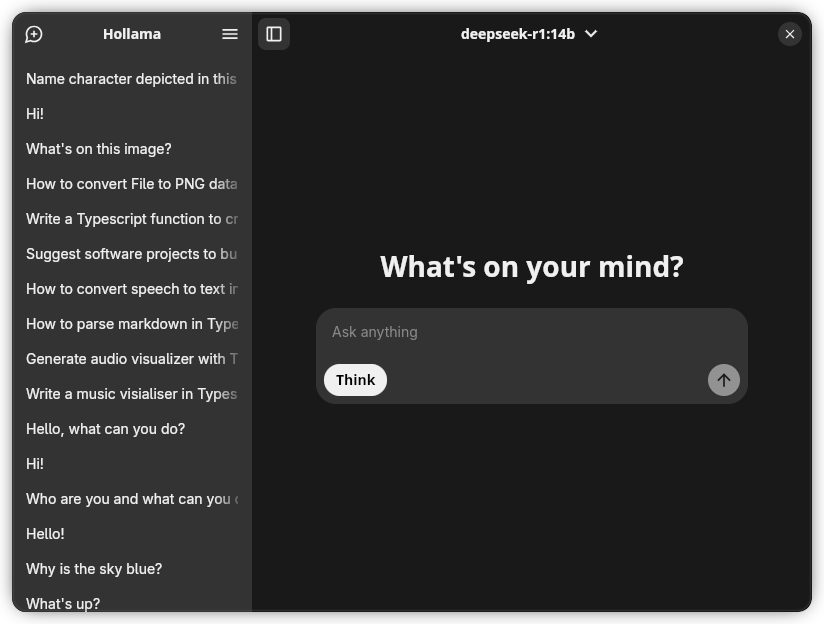 Hollama
deepseek-r1:14b
Name character depicted in this
Hi!
What's on this image?
How to convert File to PNG data
Write a Typescript function to cr
Suggest software projects to bu
How to convert speech to text in
How to parse markdown in Type
Generate audio visualizer with T
Write a music visialiser in Types
Hello, what can you do?
Hi!
Who are you and what can you
Hello!
Why is the sky blue?
What's up?
What's on your mind?
Ask anything
Think